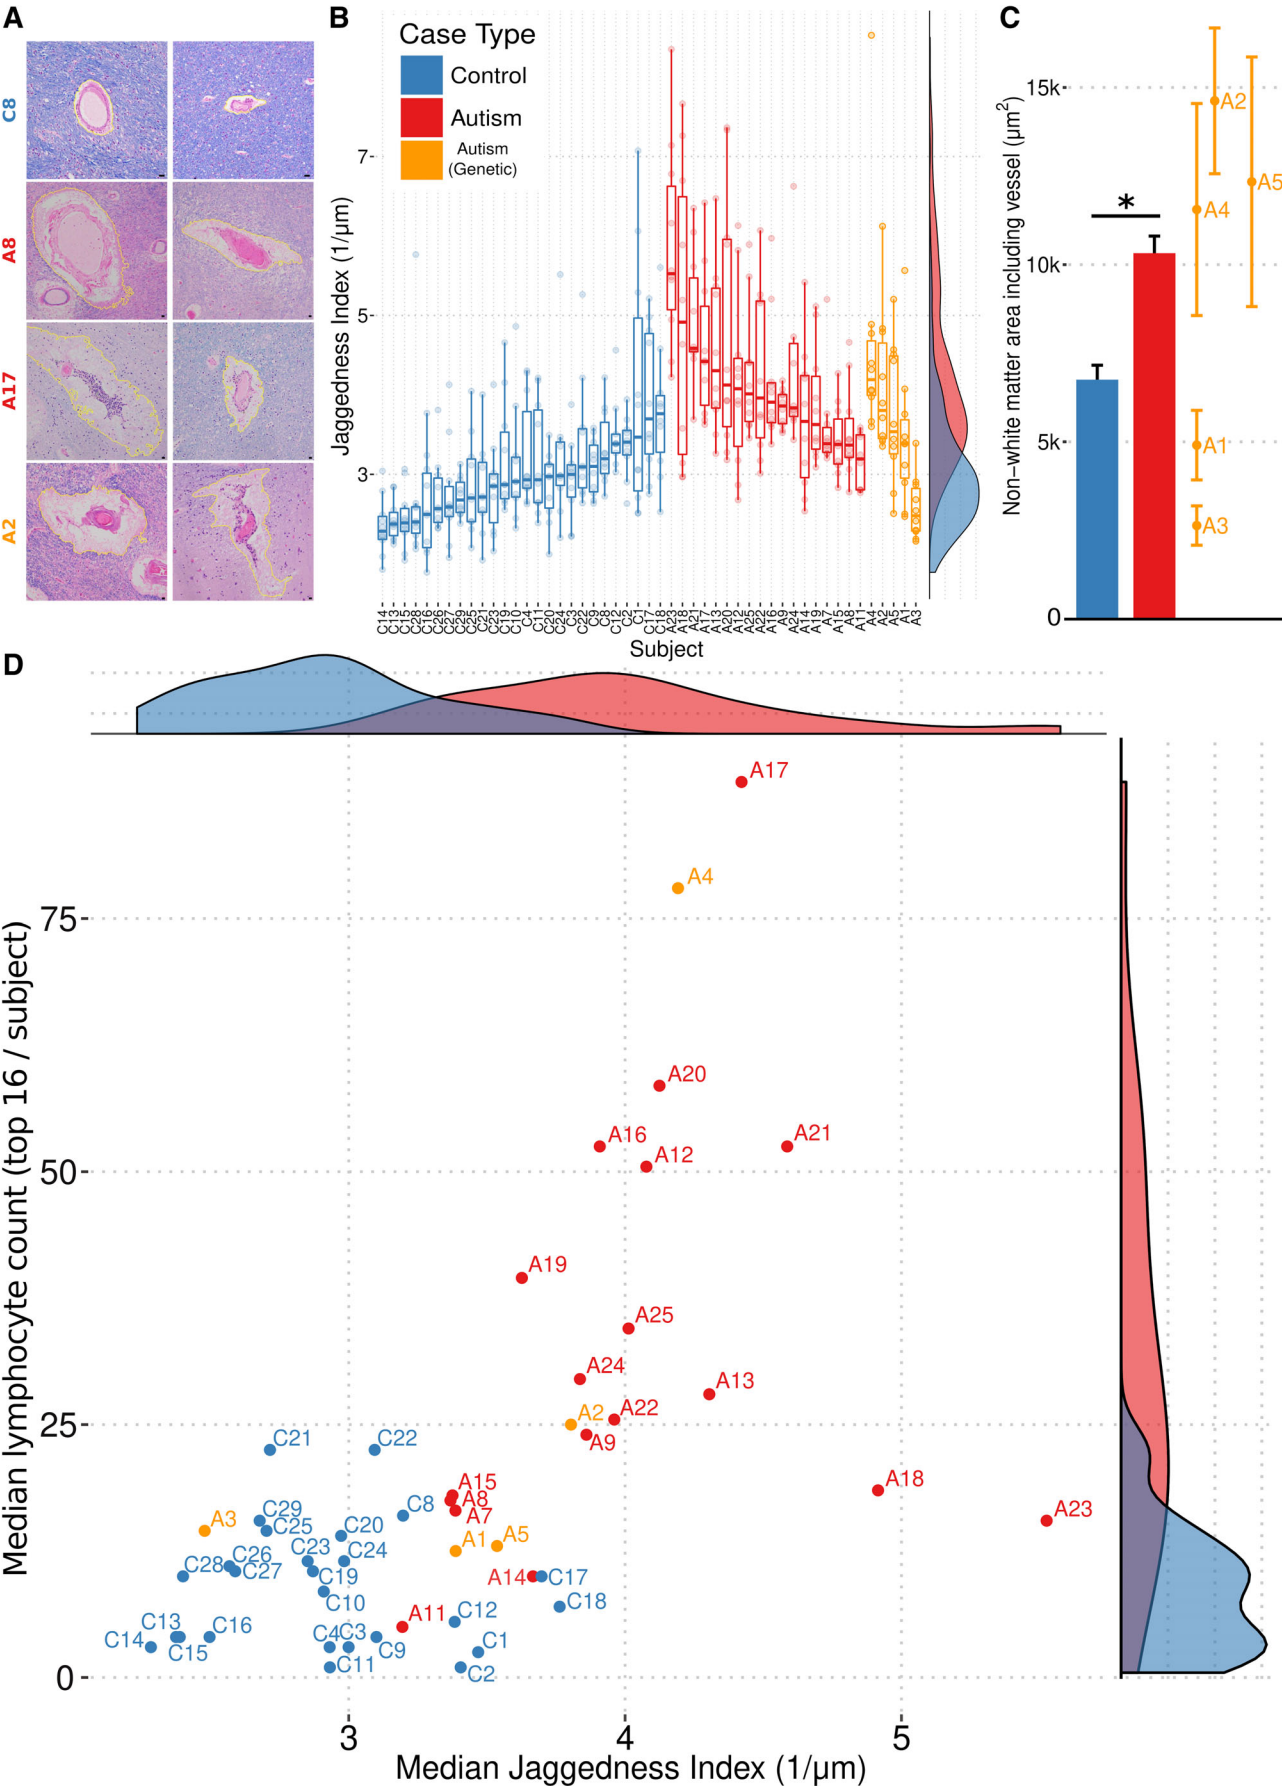 A
C8
A8
A17
A2
B
Case Type
Control
Autism
Autism
(Genetic)
Jaggedness Index (1/µm)
7
5
3
C14 C13 C15 C28 C16 C26 C27 C29 C25 C21 C23 C19 C10 C4 C11 C20 C24 C3 C22 C9 C8 C12 C2 C1 C17 C18 A23 A18 A21 A17 A13 A20 A12 A25 A22 A16 A9 A24 A14 A19 A7 A15 A8 A11 A4 A2 A5 A1 A3
Subject
C
Non−white matter area including vessel (µm²)
15k
10k
5k
0
*
A2
A5
A4
A1
A3
D
Median lymphocyte count (top 16 / subject)
75
50
25
0
A17
A4
A20
A16
A21
A12
A19
A25
A24
A13
A2
A22
A9
C21
C22
A18
A15
A8
A7
C8
A23
A3
C29
C25
C20
A1
A5
C28
C26
C27
C23
C24
C19
A14
C17
C10
C18
C14
C13
C15
C16
C4
C3
C11
C9
A11
C12
C1
C2
3
4
5
Median Jaggedness Index (1/µm)